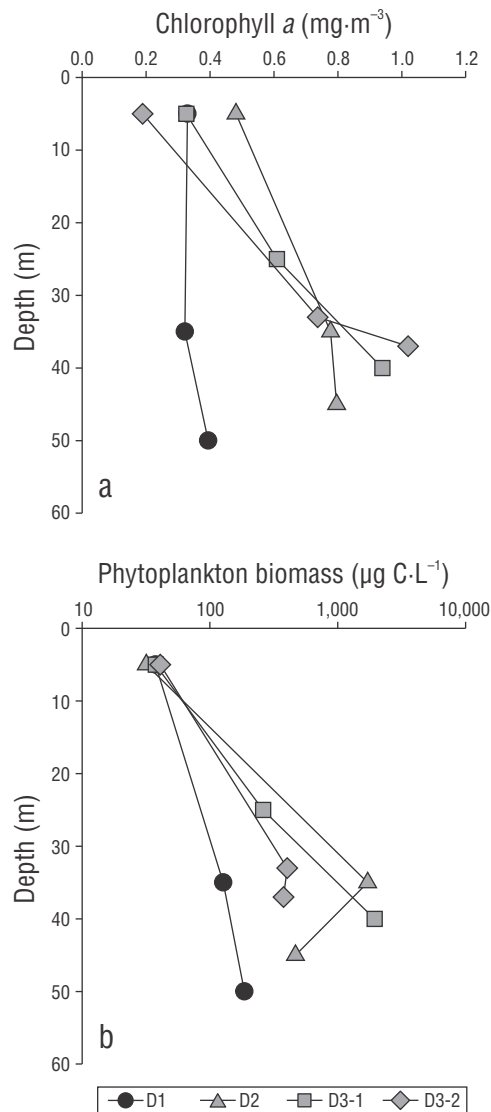 Chlorophyll a (mg·m⁻³)
0.0 0.2 0.4 0.6 0.8 1.0 1.2
0
10
20
30
40
50
60
Depth (m)
a
Phytoplankton biomass (µg C·L⁻¹)
10 100 1,000 10,000
0
10
20
30
40
50
60
Depth (m)
b
D1 D2 D3-1 D3-2